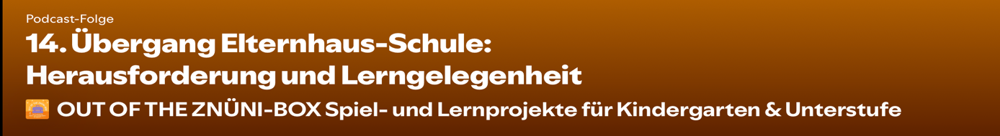 Podcast-Folge
14. Übergang Elternhaus-Schule:
Herausforderung und Lerngelegenheit
OUT OF THE ZNÜNI-BOX Spiel- und Lernprojekte für Kindergarten & Unterstufe